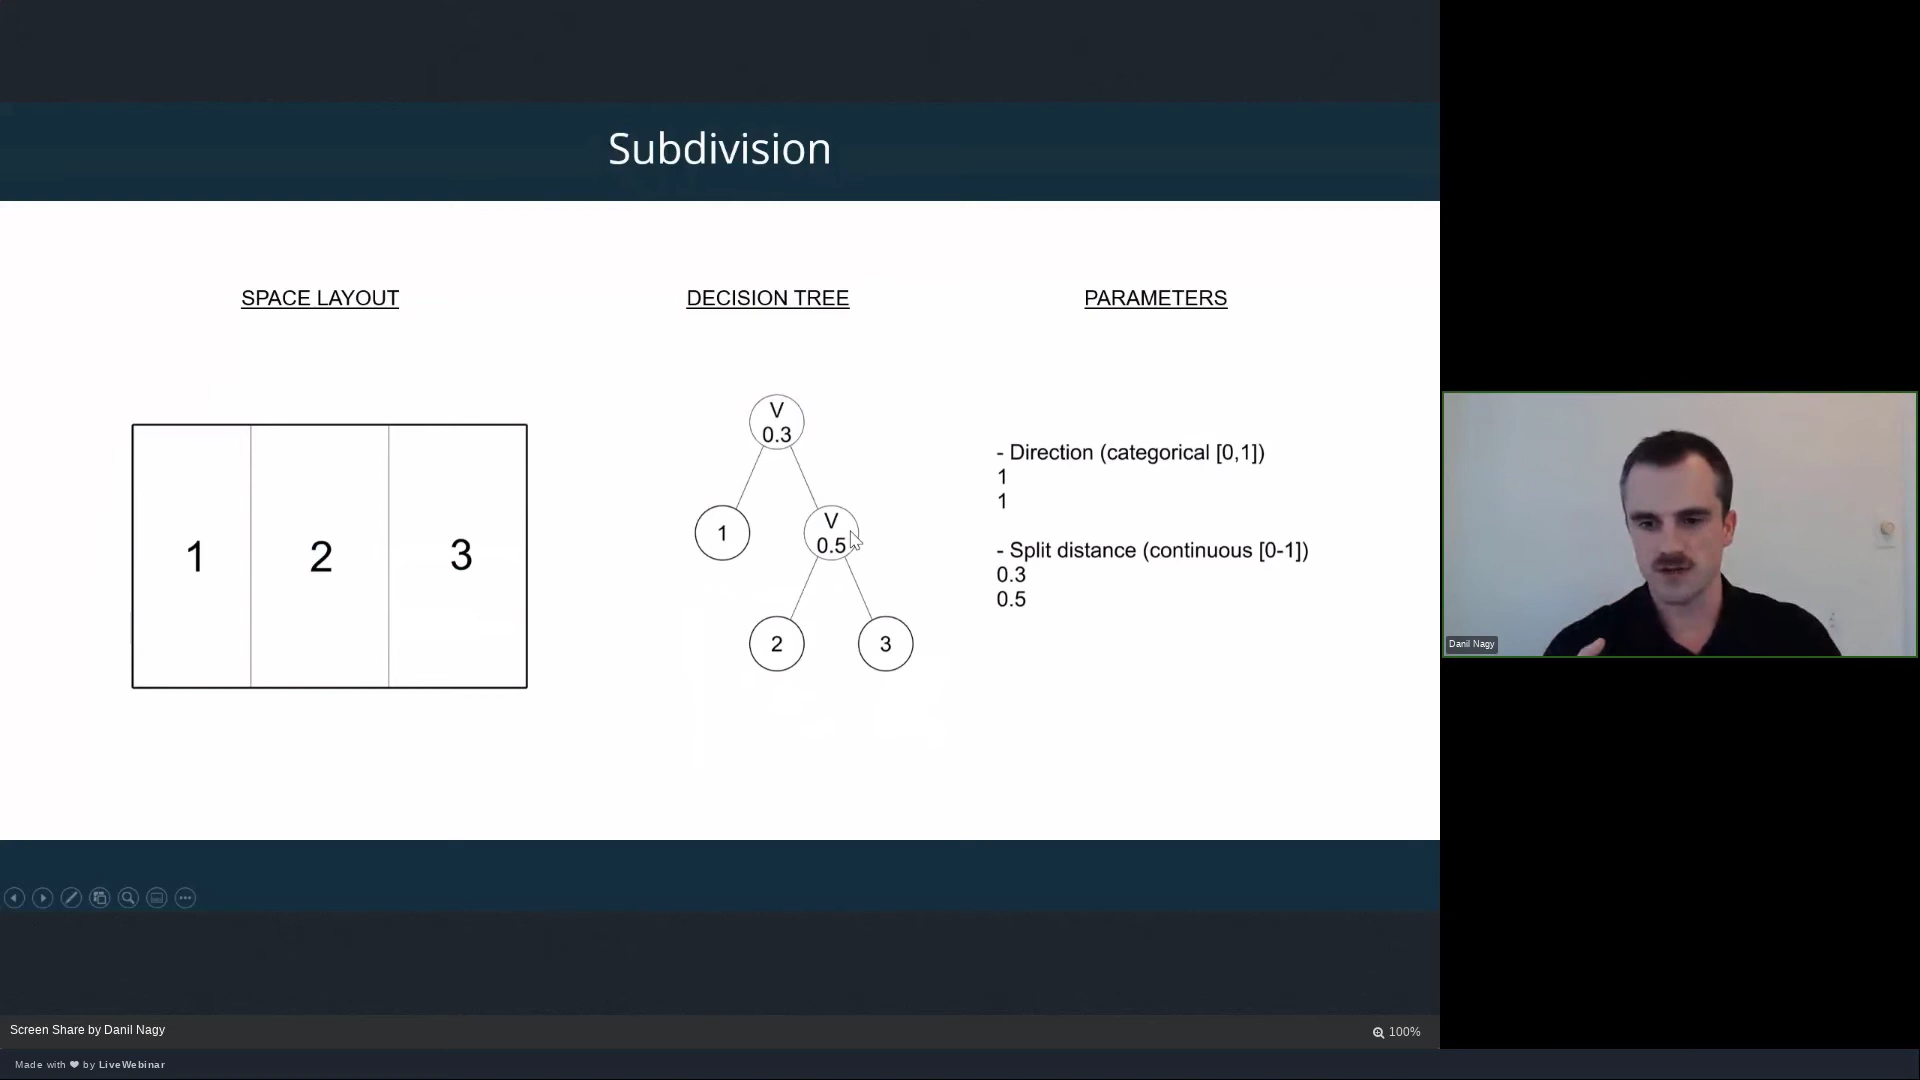 Subdivision
SPACE LAYOUT
DECISION TREE
PARAMETERS
1
2
3
V
0.3
1
V
0.5
2
3
- Direction (categorical [0,1])
1
1
- Split distance (continuous [0-1])
0.3
0.5
Danil Nagy
Screen Share by Danil Nagy
100%
Made with ❤ by LiveWebinar